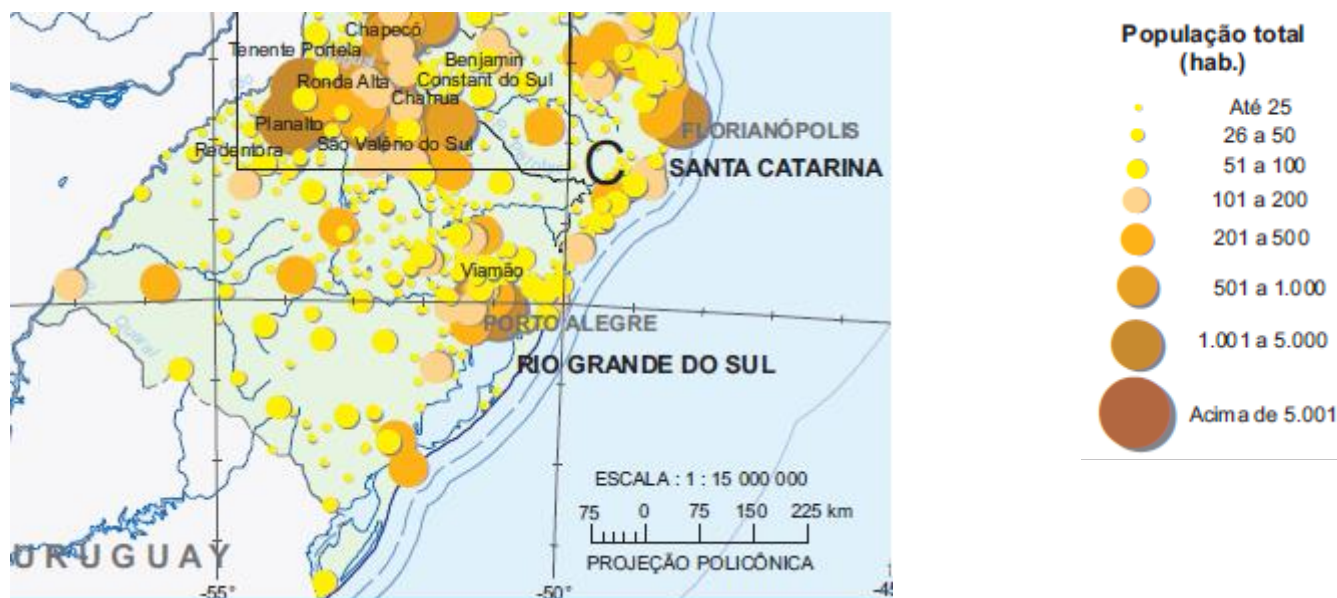 Chapecó
Tenente Portela
Benjamin
Constant do Sul
Ronda Alta
Charrua
Planalto
São Valério do Sul
Redentora
FLORIANÓPOLIS
SANTA CATARINA
C
Viamão
PORTO ALEGRE
RIO GRANDE DO SUL
ESCALA : 1 : 15 000 000
75 0 75 150 225 km
PROJEÇÃO POLICÔNICA
URUGUAY
-55°
-50°
População total
(hab.)
Até 25
26 a 50
51 a 100
101 a 200
201 a 500
501 a 1.000
1.001 a 5.000
Acima de 5.001